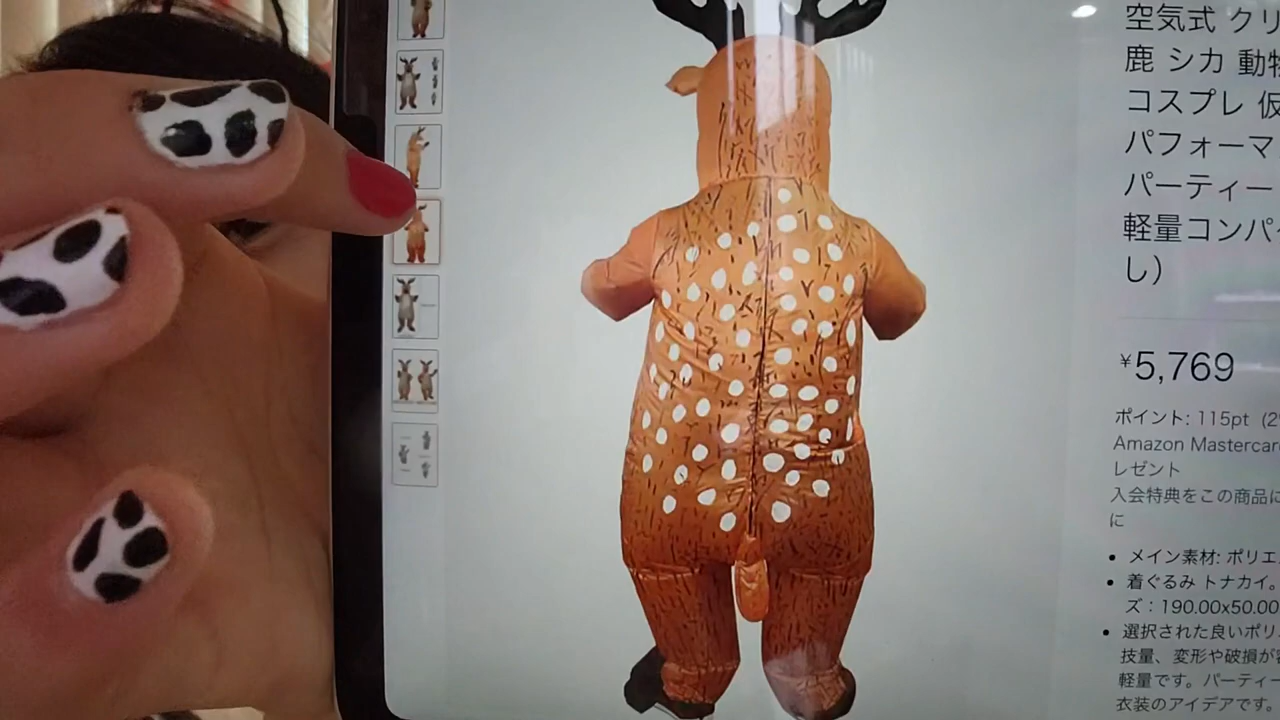 空気式 クリ
鹿 シカ 動物
コスプレ 仮
パフォーマ
パーティー
軽量コンパ
し)
¥5,769
ポイント: 115pt (2
Amazon Mastercar
レゼント
入会特典をこの商品に
に
• メイン素材: ポリエ
• 着ぐるみ トナカイ。
ズ：190.00x50.00
• 選択された良いポリ
技量、変形や破損が
軽量です。パーティー
衣装のアイデアです。